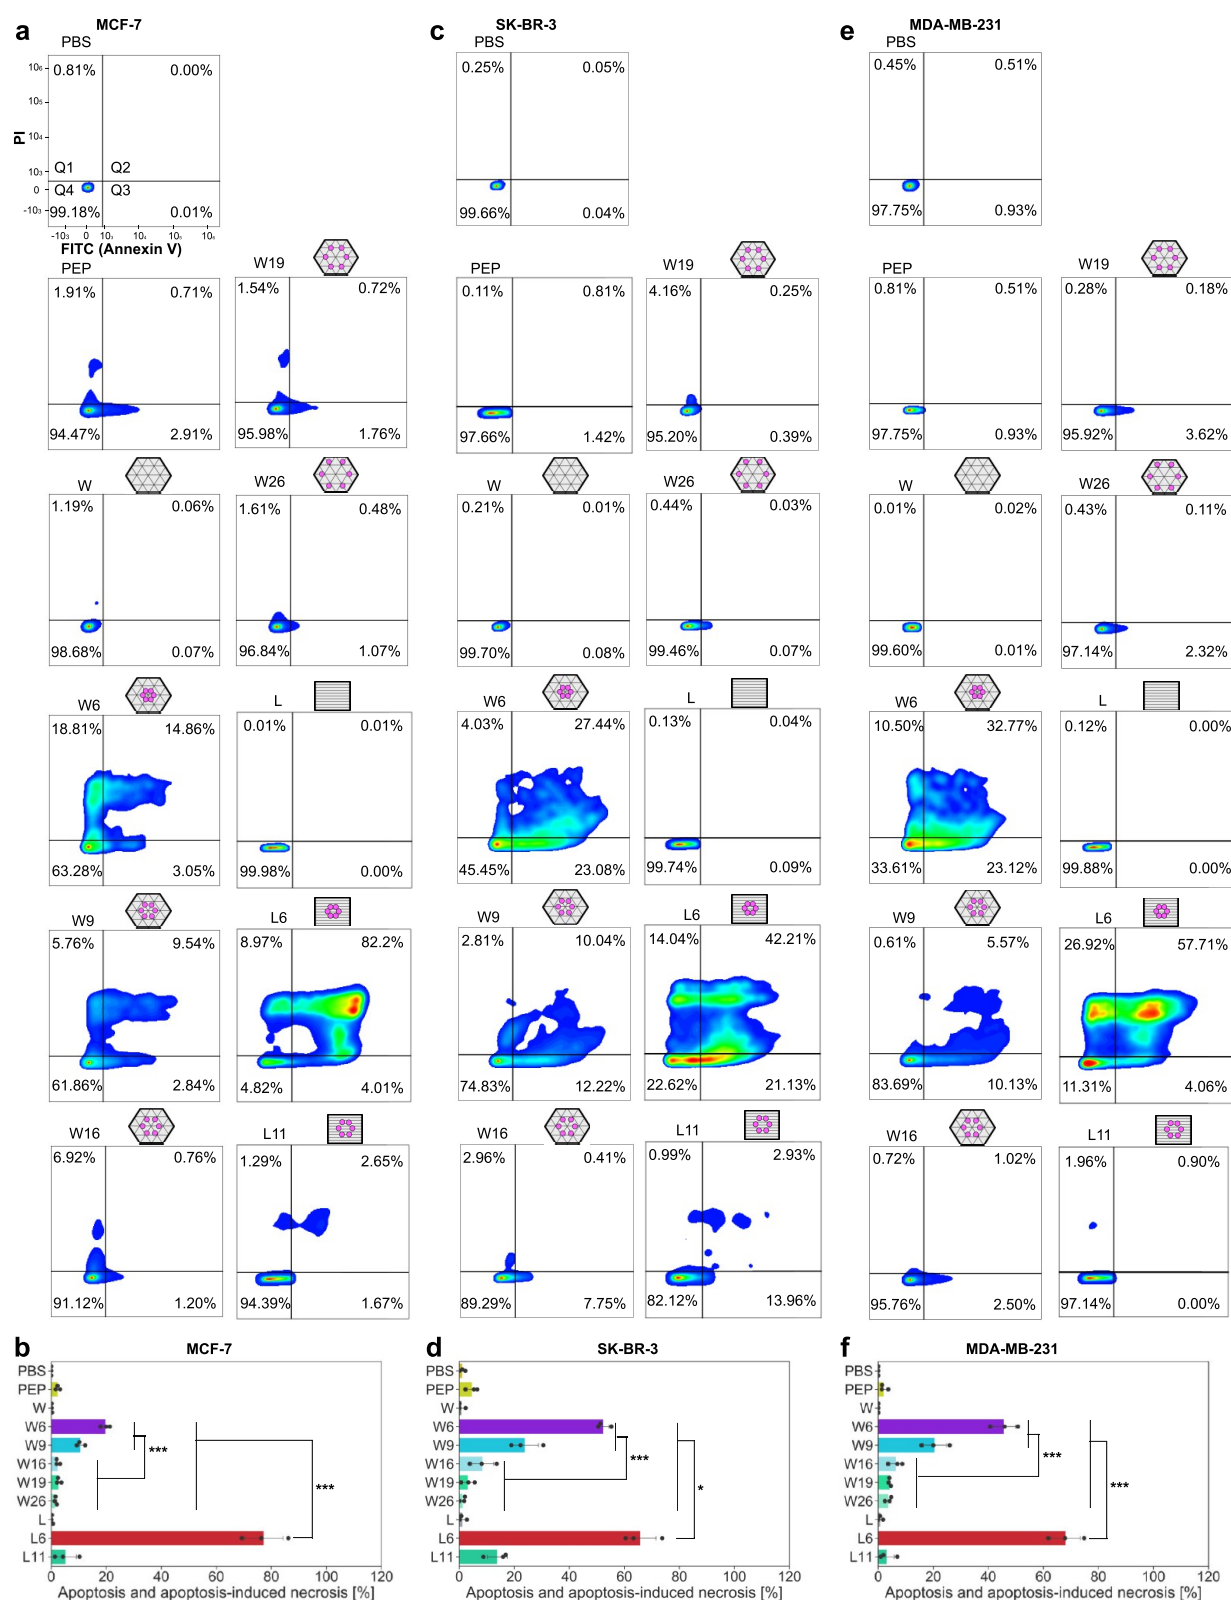 a MCF-7
PBS
0.81% 0.00%
Q1 Q2
Q4 Q3
99.18% 0.01%
PI
10⁶
10⁵
10⁴
10³
0
-10³
-10³ 0 10³ 10⁴ 10⁵
FITC (Annexin V)
PEP
1.91% 0.71%
94.47% 2.91%
W19
1.54% 0.72%
95.98% 1.76%
W
1.19% 0.06%
98.68% 0.07%
W26
1.61% 0.48%
96.84% 1.07%
W6
18.81% 14.86%
63.28% 3.05%
L
0.01% 0.01%
99.98% 0.00%
W9
5.76% 9.54%
61.86% 2.84%
L6
8.97% 82.2%
4.82% 4.01%
W16
6.92% 0.76%
91.12% 1.20%
L11
1.29% 2.65%
94.39% 1.67%
c SK-BR-3
PBS
0.25% 0.05%
99.66% 0.04%
PEP
0.11% 0.81%
97.66% 1.42%
W19
4.16% 0.25%
95.20% 0.39%
W
0.21% 0.01%
99.70% 0.08%
W26
0.44% 0.03%
99.46% 0.07%
W6
4.03% 27.44%
45.45% 23.08%
L
0.13% 0.04%
99.74% 0.09%
W9
2.81% 10.04%
74.83% 12.22%
L6
14.04% 42.21%
22.62% 21.13%
W16
2.96% 0.41%
89.29% 7.75%
L11
0.99% 2.93%
82.12% 13.96%
e MDA-MB-231
PBS
0.45% 0.51%
97.75% 0.93%
PEP
0.81% 0.51%
97.75% 0.93%
W19
0.28% 0.18%
95.92% 3.62%
W
0.01% 0.02%
99.60% 0.01%
W26
0.43% 0.11%
97.14% 2.32%
W6
10.50% 32.77%
33.61% 23.12%
L
0.12% 0.00%
99.88% 0.00%
W9
0.61% 5.57%
83.69% 10.13%
L6
26.92% 57.71%
11.31% 4.06%
W16
0.72% 1.02%
95.76% 2.50%
L11
1.96% 0.90%
97.14% 0.00%
b MCF-7
PBS
PEP
W
W6
W9
W16
W19
W26
L
L6
L11
***
***
0 20 40 60 80 100 120
Apoptosis and apoptosis-induced necrosis [%]
d SK-BR-3
PBS
PEP
W
W6
W9
W16
W19
W26
L
L6
L11
***
*
0 20 40 60 80 100 120
Apoptosis and apoptosis-induced necrosis [%]
f MDA-MB-231
PBS
PEP
W
W6
W9
W16
W19
W26
L
L6
L11
***
***
0 20 40 60 80 100 120
Apoptosis and apoptosis-induced necrosis [%]